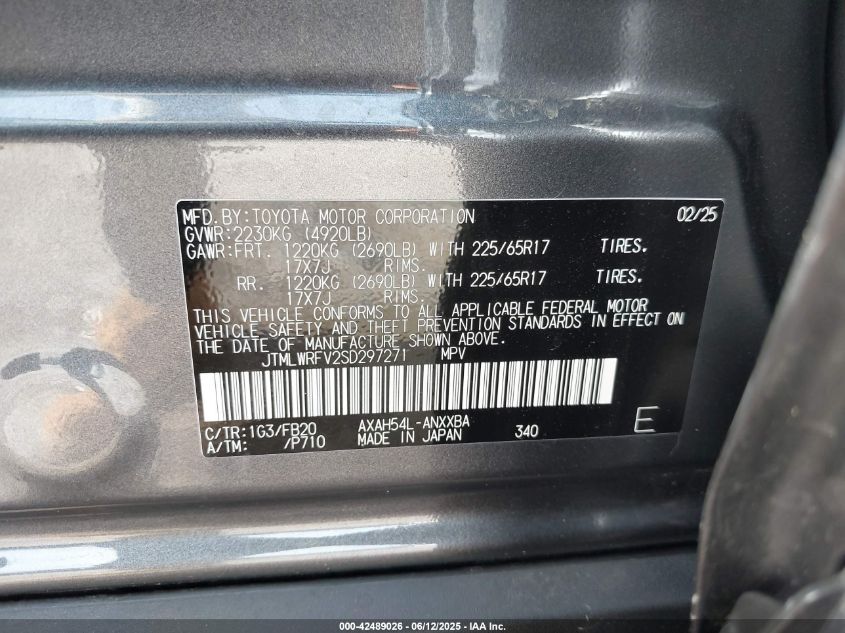 MFD.BY:TOYOTA MOTOR CORPORATION 02/25
GVWR:2230KG (4920LB)
GAWR:FRT. 1220KG (2690LB) WITH 225/65R17 TIRES.
17X7J RIMS.
RR. 1220KG (2690LB) WITH 225/65R17 TIRES.
17X7J RIMS.
THIS VEHICLE CONFORMS TO ALL APPLICABLE FEDERAL MOTOR
VEHICLE SAFETY AND THEFT PREVENTION STANDARDS IN EFFECT ON
THE DATE OF MANUFACTURE SHOWN ABOVE.
JTMLWRFV2SD297271 MPV
C/TR:1G3/FB20 AXAH54L-ANXXBA
A/TM: /P710 MADE IN JAPAN 340 E
000-42489026 - 06/12/2025 - IAA Inc.